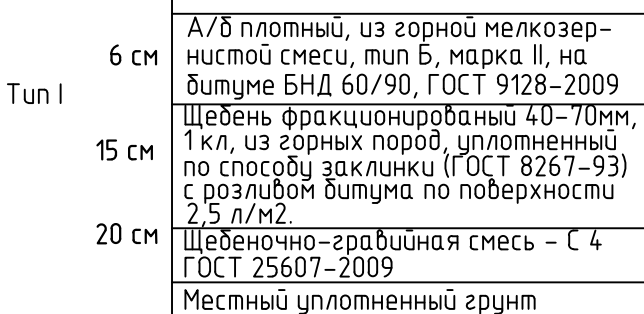 А/б плотный, из горной мелкозер-
6 см нистой смеси, тип Б, марка II, на
битуме БНД 60/90, ГОСТ 9128-2009
Тип I
Щебень фракционированый 40-70мм,
1 кл, из горных пород, уплотненный
15 см по способу заклинки (ГОСТ 8267-93)
с розливом битума по поверхности
2,5 л/м2.
20 см Щебеночно-гравийная смесь - С 4
ГОСТ 25607-2009
Местный уплотненный грунт